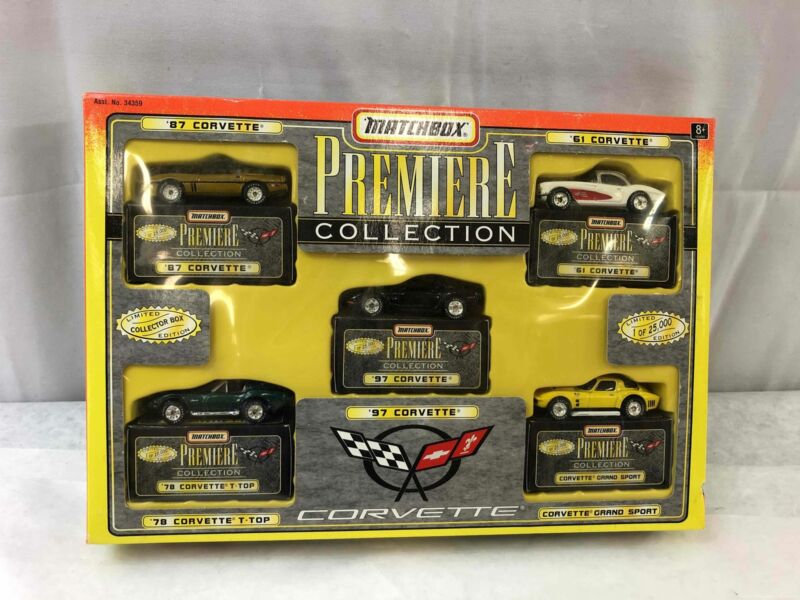 Asst. No. 34359
'87 CORVETTE
MATCHBOX
'61 CORVETTE
8+
PREMIERE
COLLECTION
MATCHBOX
PREMIERE
COLLECTION
'87 CORVETTE
MATCHBOX
PREMIERE
COLLECTION
'61 CORVETTE
LIMITED
COLLECTOR BOX
EDITION
MATCHBOX
PREMIERE
COLLECTION
'97 CORVETTE
LIMITED
1 OF 25,000
EDITION
MATCHBOX
PREMIERE
COLLECTION
'78 CORVETTE T-TOP
'97 CORVETTE
MATCHBOX
PREMIERE
COLLECTION
CORVETTE GRAND SPORT
'78 CORVETTE T-TOP
CORVETTE
CORVETTE GRAND SPORT